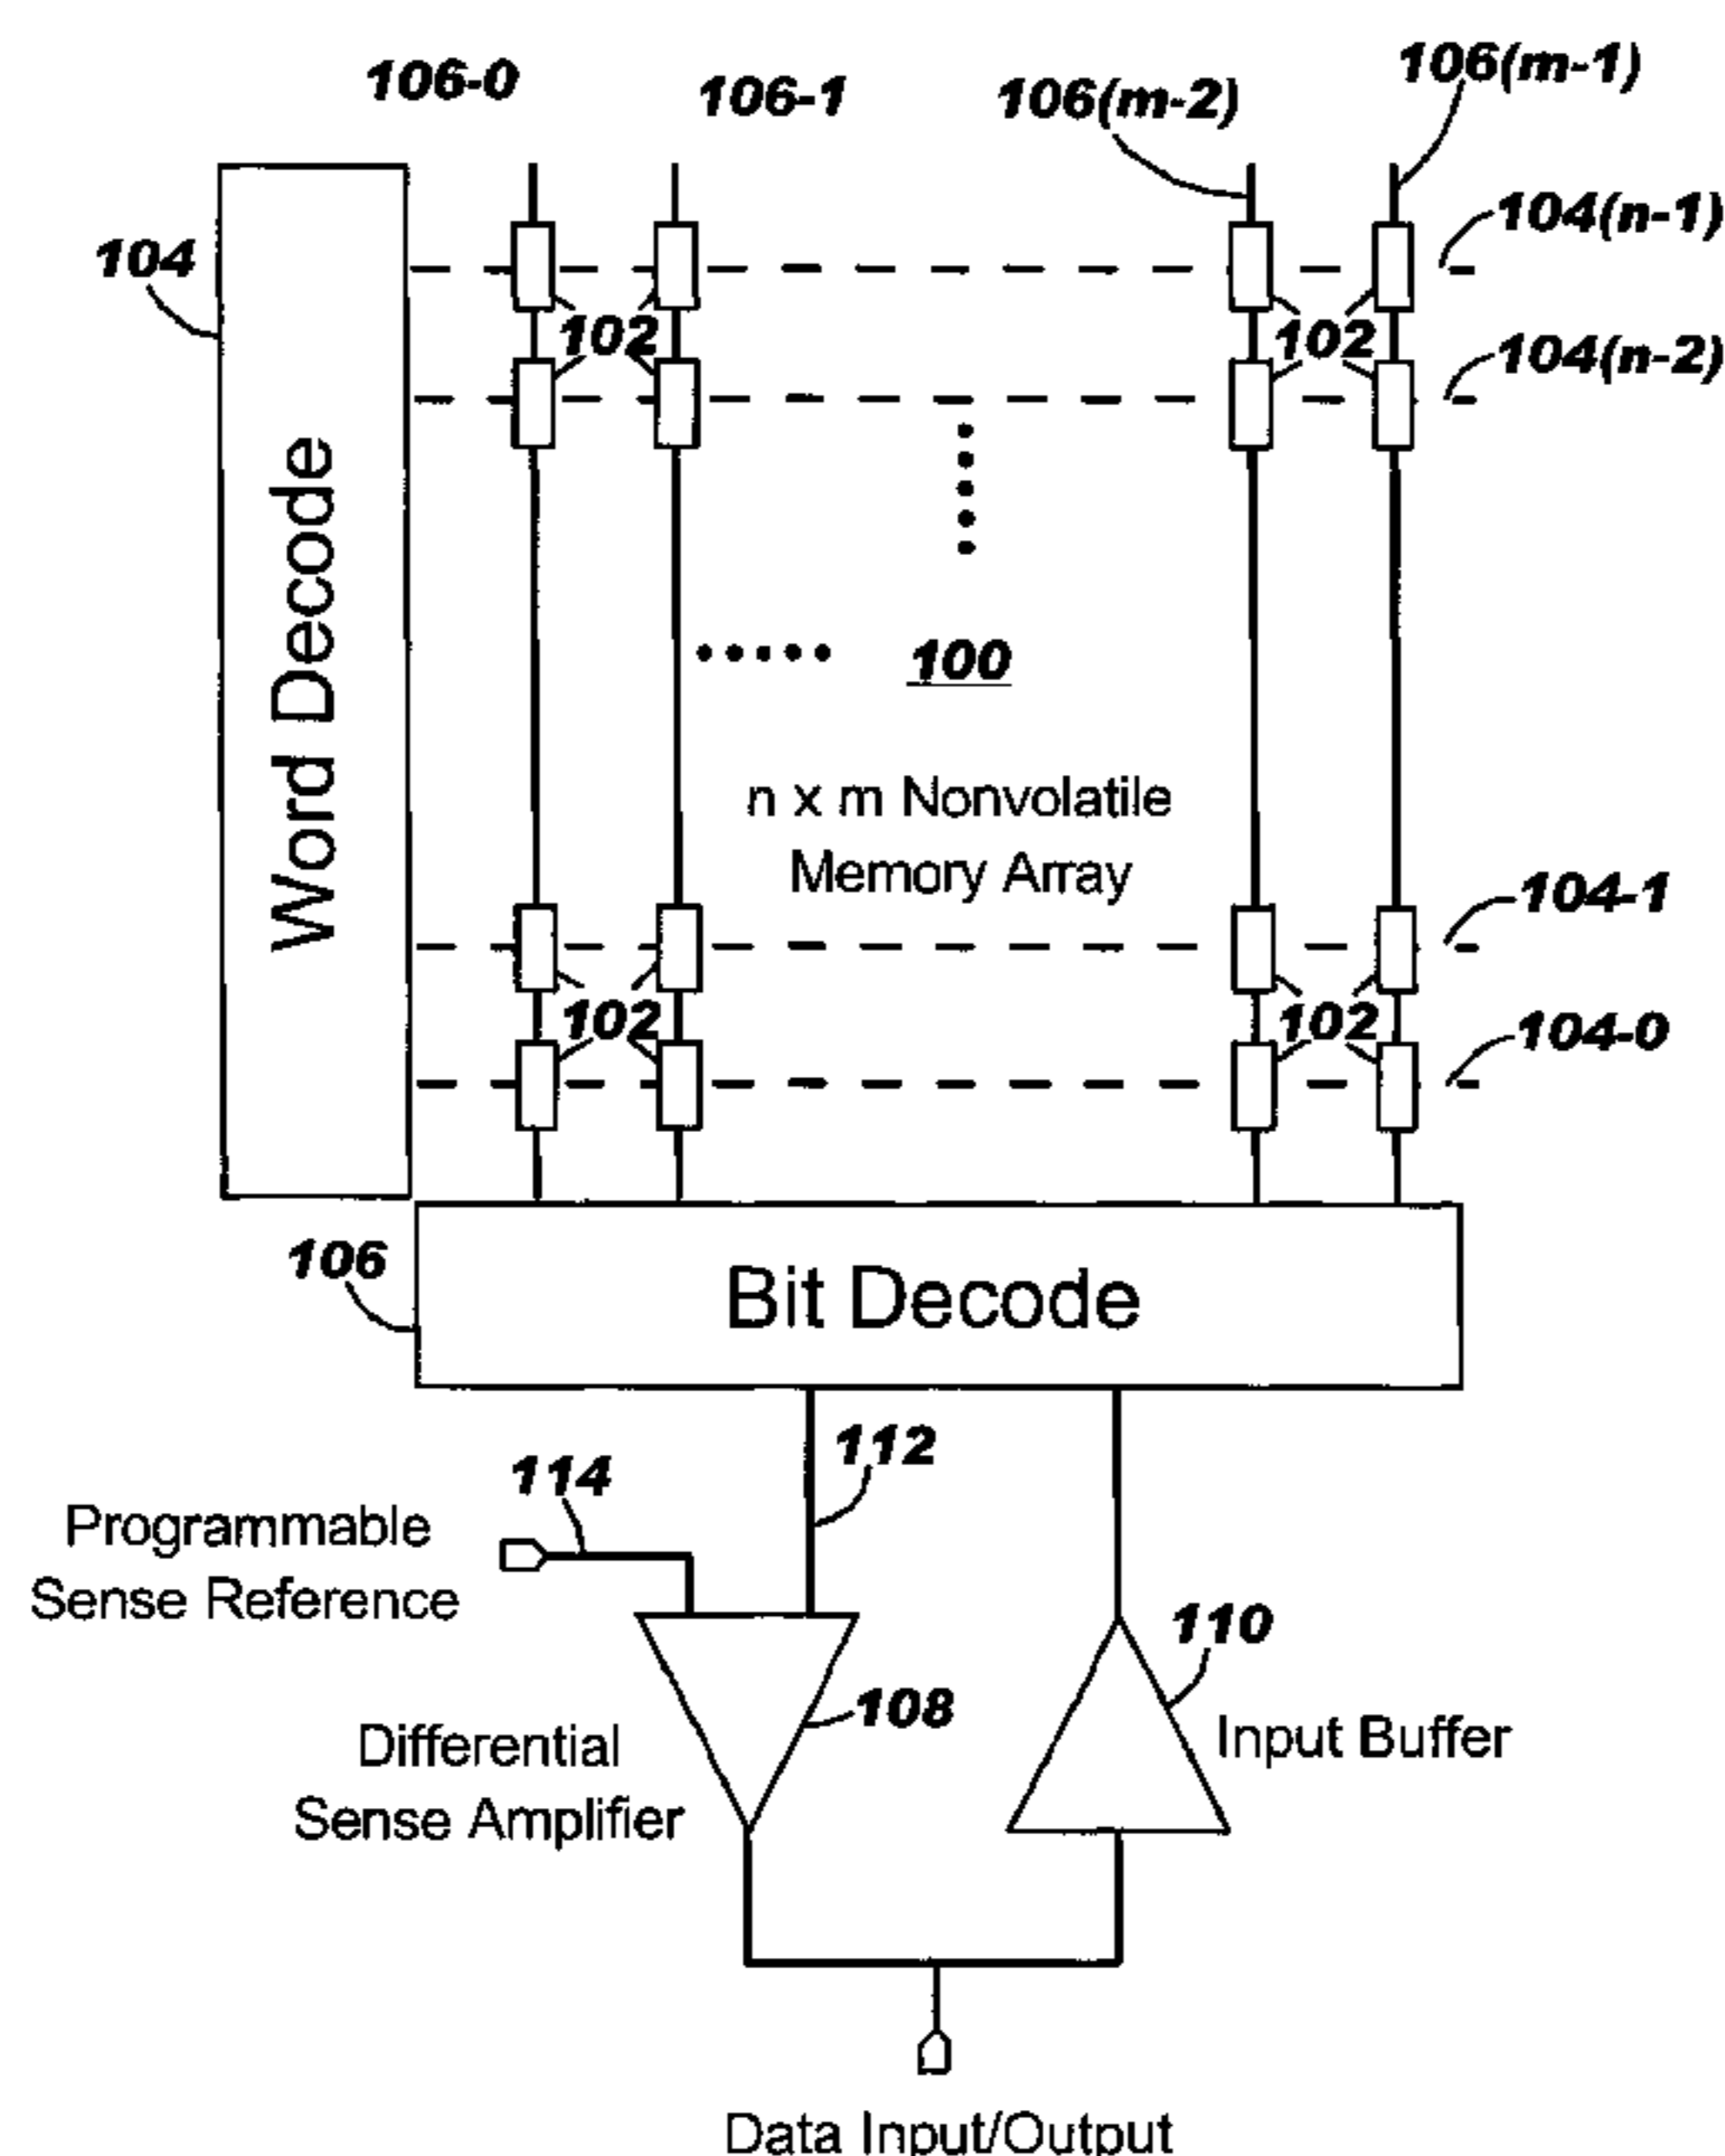 106-0
106-1
106(m-2)
106(m-1)
104(n-1)
104
102
102
104(n-2)
Word Decode
100
n x m Nonvolatile
Memory Array
104-1
102
102
104-0
106
Bit Decode
112
114
Programmable
Sense Reference
110
108
Differential
Sense Amplifier
Input Buffer
Data Input/Output